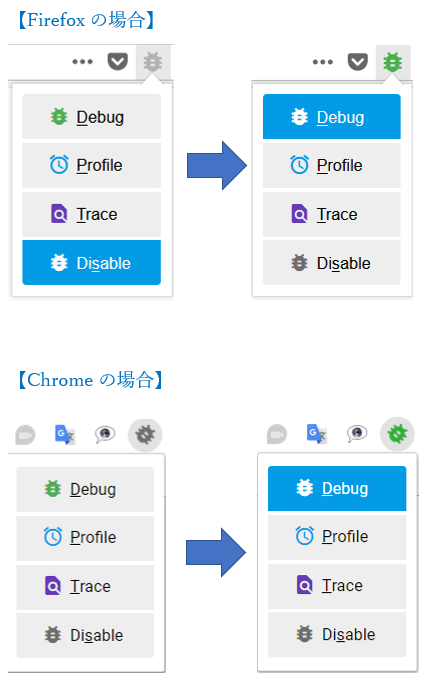 【Firefox の場合】
Debug
Profile
Trace
Disable
Debug
Profile
Trace
Disable
【Chrome の場合】
Debug
Profile
Trace
Disable
Debug
Profile
Trace
Disable